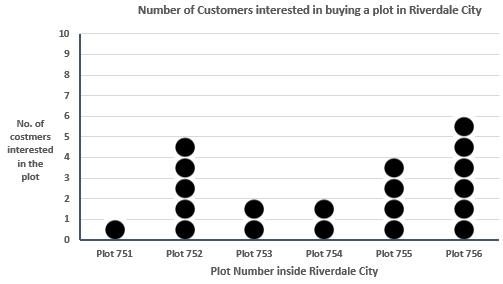 Number of Customers interested in buying a plot in Riverdale City
10
9
8
7
6
5
4
3
2
1
0
No. of
costmers
interested
in the
plot
Plot 751 Plot 752 Plot 753 Plot 754 Plot 755 Plot 756
Plot Number inside Riverdale City